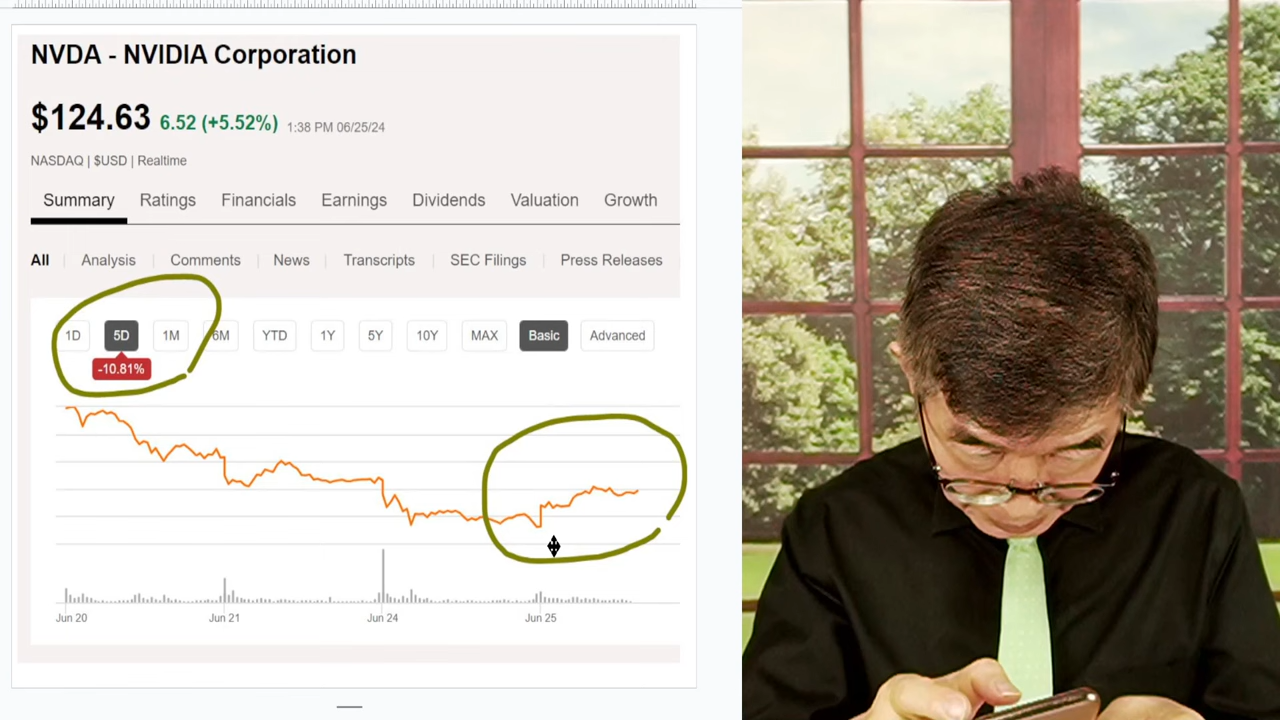 NVDA - NVIDIA Corporation
$124.63 6.52 (+5.52%) 1:38 PM 06/25/24
NASDAQ | $USD | Realtime
Summary Ratings Financials Earnings Dividends Valuation Growth
All | Analysis | Comments | News | Transcripts | SEC Filings | Press Releases
1D 5D 1M 6M YTD 1Y 5Y 10Y MAX Basic Advanced
-10.81%
Jun 20 Jun 21 Jun 24 Jun 25